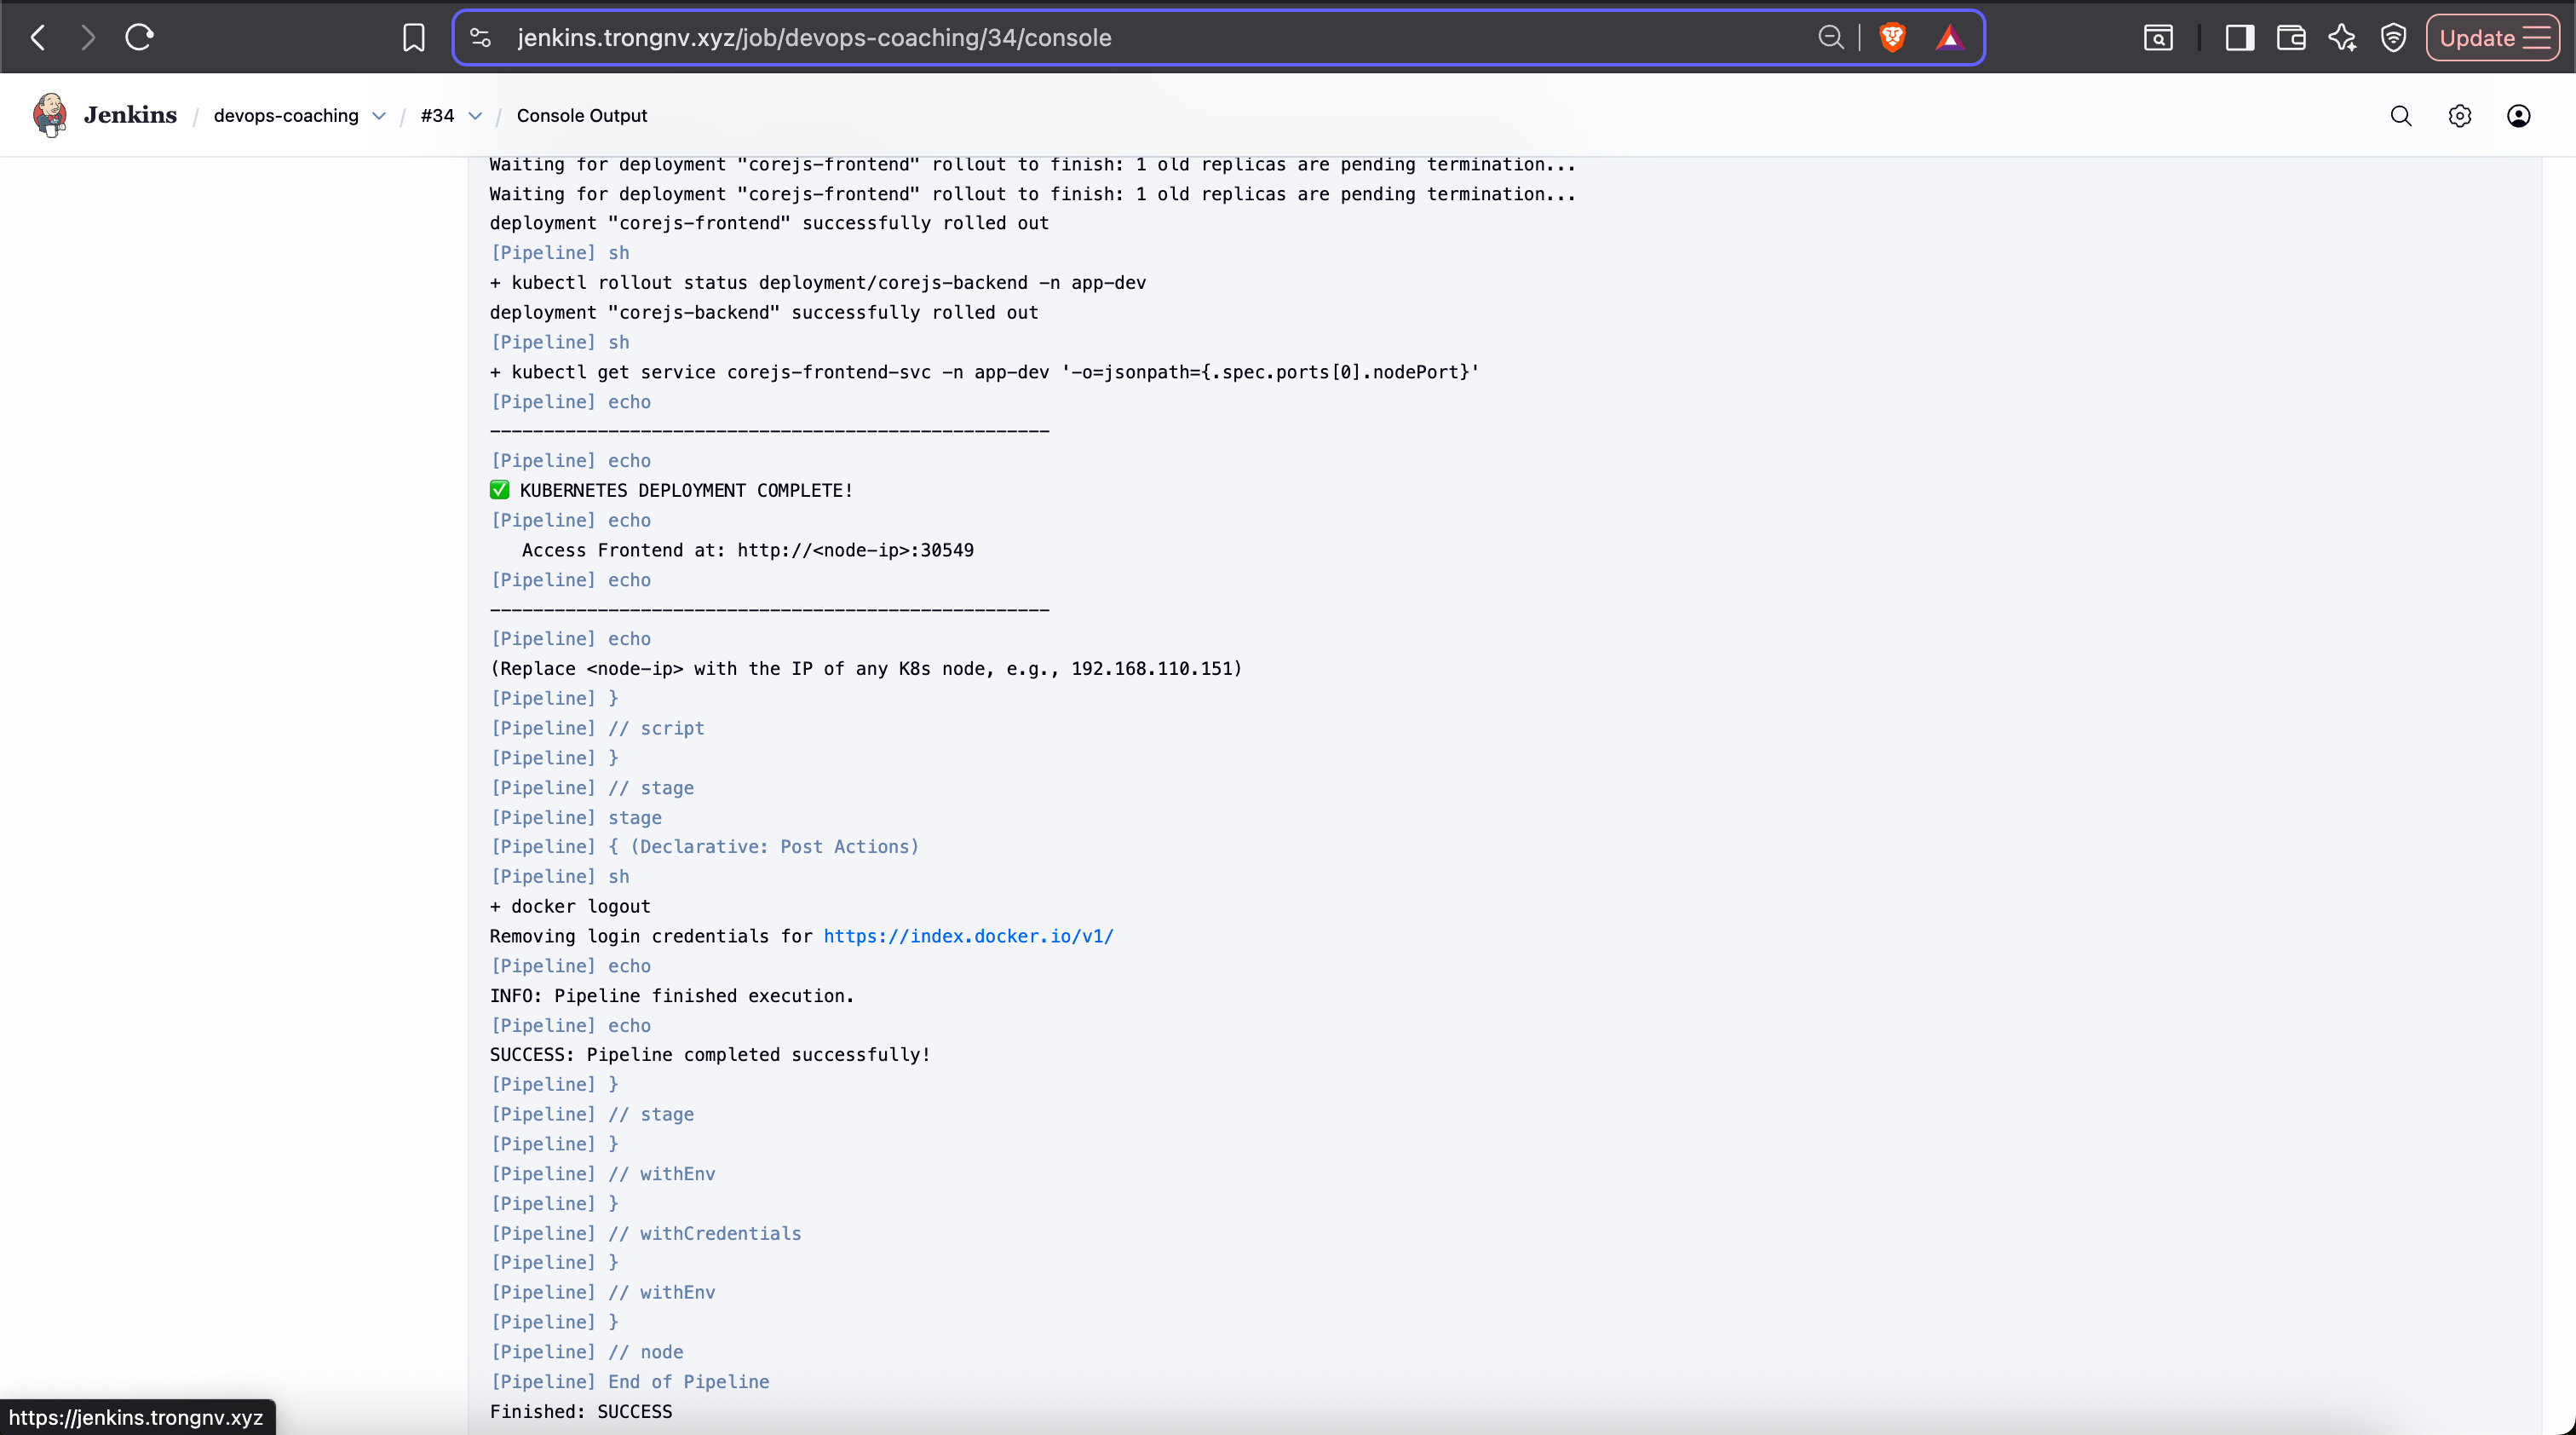 jenkins.trongnv.xyz/job/devops-coaching/34/console
Update
Jenkins / devops-coaching / #34 / Console Output
Waiting for deployment "corejs-frontend" rollout to finish: 1 old replicas are pending termination...
Waiting for deployment "corejs-frontend" rollout to finish: 1 old replicas are pending termination...
deployment "corejs-frontend" successfully rolled out
[Pipeline] sh
+ kubectl rollout status deployment/corejs-backend -n app-dev
deployment "corejs-backend" successfully rolled out
[Pipeline] sh
+ kubectl get service corejs-frontend-svc -n app-dev '-o=jsonpath={.spec.ports[0].nodePort}'
[Pipeline] echo
----------------------------------------------------
[Pipeline] echo
✅ KUBERNETES DEPLOYMENT COMPLETE!
[Pipeline] echo
   Access Frontend at: http://<node-ip>:30549
[Pipeline] echo
----------------------------------------------------
[Pipeline] echo
(Replace <node-ip> with the IP of any K8s node, e.g., 192.168.110.151)
[Pipeline] }
[Pipeline] // script
[Pipeline] }
[Pipeline] // stage
[Pipeline] stage
[Pipeline] { (Declarative: Post Actions)
[Pipeline] sh
+ docker logout
Removing login credentials for https://index.docker.io/v1/
[Pipeline] echo
INFO: Pipeline finished execution.
[Pipeline] echo
SUCCESS: Pipeline completed successfully!
[Pipeline] }
[Pipeline] // stage
[Pipeline] }
[Pipeline] // withEnv
[Pipeline] }
[Pipeline] // withCredentials
[Pipeline] }
[Pipeline] // withEnv
[Pipeline] }
[Pipeline] // node
[Pipeline] End of Pipeline
Finished: SUCCESS
https://jenkins.trongnv.xyz